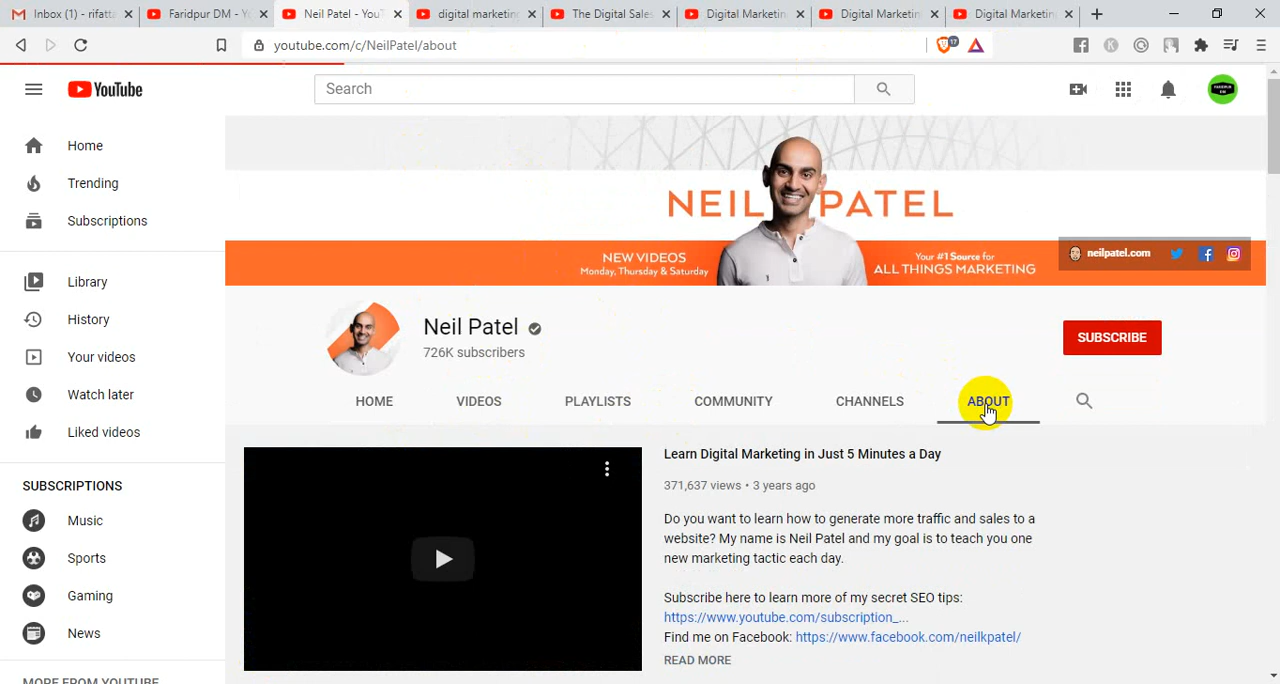 Inbox (1) - rifatta
Faridpur DM - Yo
Neil Patel - YouT
digital marketing
The Digital Sales
Digital Marketin
Digital Marketin
Digital Marketin
youtube.com/c/NeilPatel/about
17
YouTube
Search
Home
Trending
Subscriptions
Library
History
Your videos
Watch later
Liked videos
SUBSCRIPTIONS
Music
Sports
Gaming
News
MORE FROM YOUTUBE
NEIL PATEL
NEW VIDEOS
Monday, Thursday & Saturday
Your #1 Source for
ALL THINGS MARKETING
neilpatel.com
Neil Patel
726K subscribers
SUBSCRIBE
HOME
VIDEOS
PLAYLISTS
COMMUNITY
CHANNELS
ABOUT
Learn Digital Marketing in Just 5 Minutes a Day
371,637 views • 3 years ago
Do you want to learn how to generate more traffic and sales to a
website? My name is Neil Patel and my goal is to teach you one
new marketing tactic each day.
Subscribe here to learn more of my secret SEO tips:
https://www.youtube.com/subscription_...
Find me on Facebook: https://www.facebook.com/neilkpatel/
READ MORE